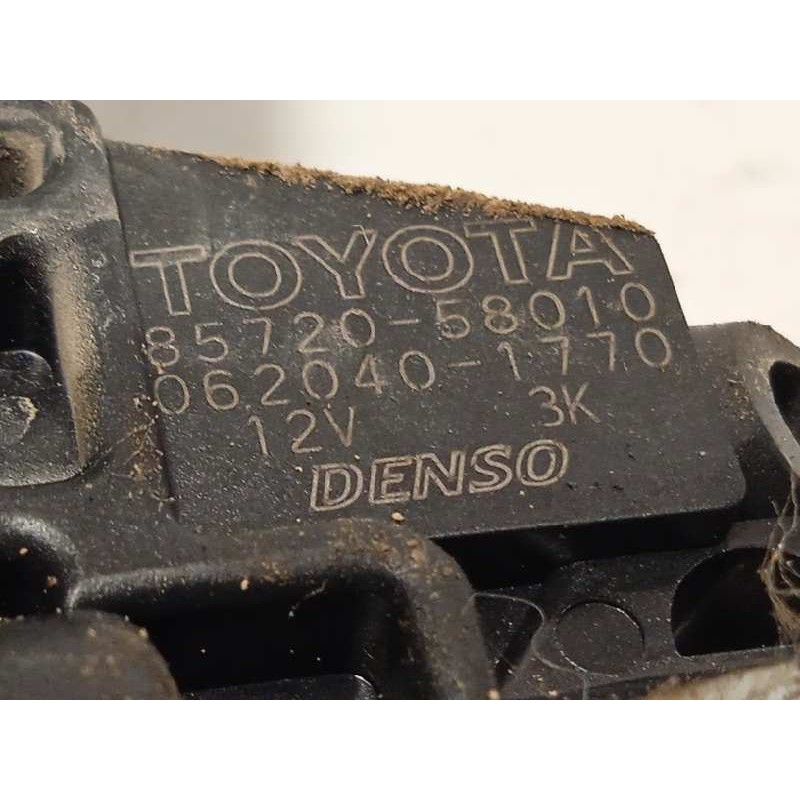 TOYOTA
85720-58010
062040-1770
12V 3K
DENSO